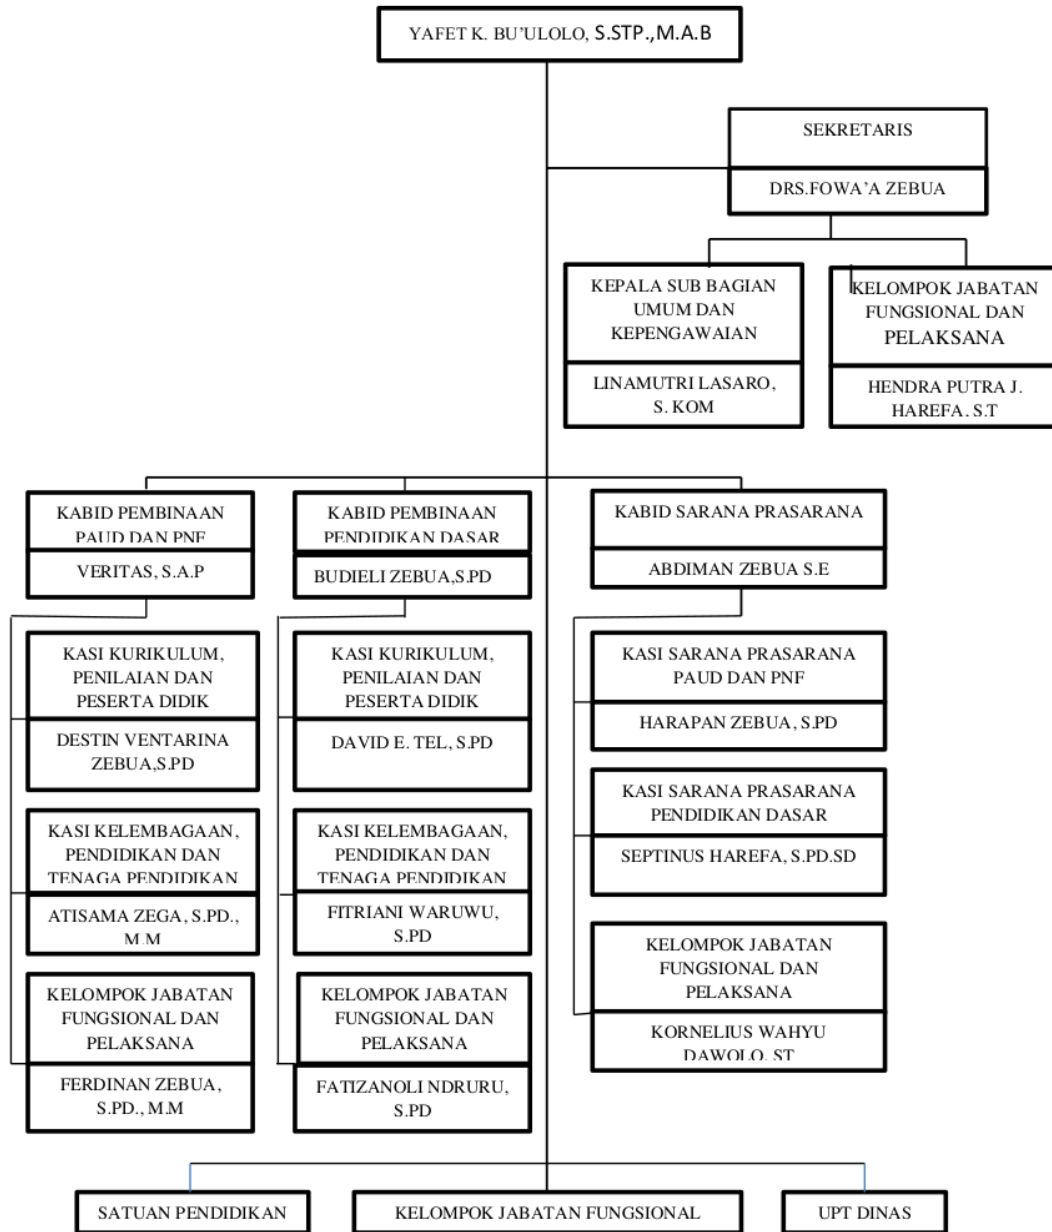 YAFET K. BU'ULOLO, S.STP.,M.A.B
SEKRETARIS
DRS.FOWA'A ZEBUA
KEPALA SUB BAGIAN
UMUM DAN
KEPENGAWAIAN
LINAMUTRI LASARO,
S. KOM
KELOMPOK JABATAN
FUNGSIONAL DAN
PELAKSANA
HENDRA PUTRA J.
HAREFA. S.T
KABID PEMBINAAN
PAUD DAN PNF
VERITAS, S.A.P
KASI KURIKULUM,
PENILAIAN DAN
PESERTA DIDIK
DESTIN VENTARINA
ZEBUA,S.PD
KASI KELEMBAGAAN,
PENDIDIKAN DAN
TENAGA PENDIDIKAN
ATISAMA ZEGA, S.PD.,
M.M
KELOMPOK JABATAN
FUNGSIONAL DAN
PELAKSANA
FERDINAN ZEBUA,
S.PD., M.M
KABID PEMBINAAN
PENDIDIKAN DASAR
BUDIELI ZEBUA,S.PD
KASI KURIKULUM,
PENILAIAN DAN
PESERTA DIDIK
DAVID E. TEL, S.PD
KASI KELEMBAGAAN,
PENDIDIKAN DAN
TENAGA PENDIDIKAN
FITRIANI WARUWU,
S.PD
KELOMPOK JABATAN
FUNGSIONAL DAN
PELAKSANA
FATIZANOLI NDRURU,
S.PD
KABID SARANA PRASARANA
ABDIMAN ZEBUA S.E
KASI SARANA PRASARANA
PAUD DAN PNF
HARAPAN ZEBUA, S.PD
KASI SARANA PRASARANA
PENDIDIKAN DASAR
SEPTINUS HAREFA, S.PD.SD
KELOMPOK JABATAN
FUNGSIONAL DAN
PELAKSANA
KORNELIUS WAHYU
DAWOLO. ST
SATUAN PENDIDIKAN
KELOMPOK JABATAN FUNGSIONAL
UPT DINAS